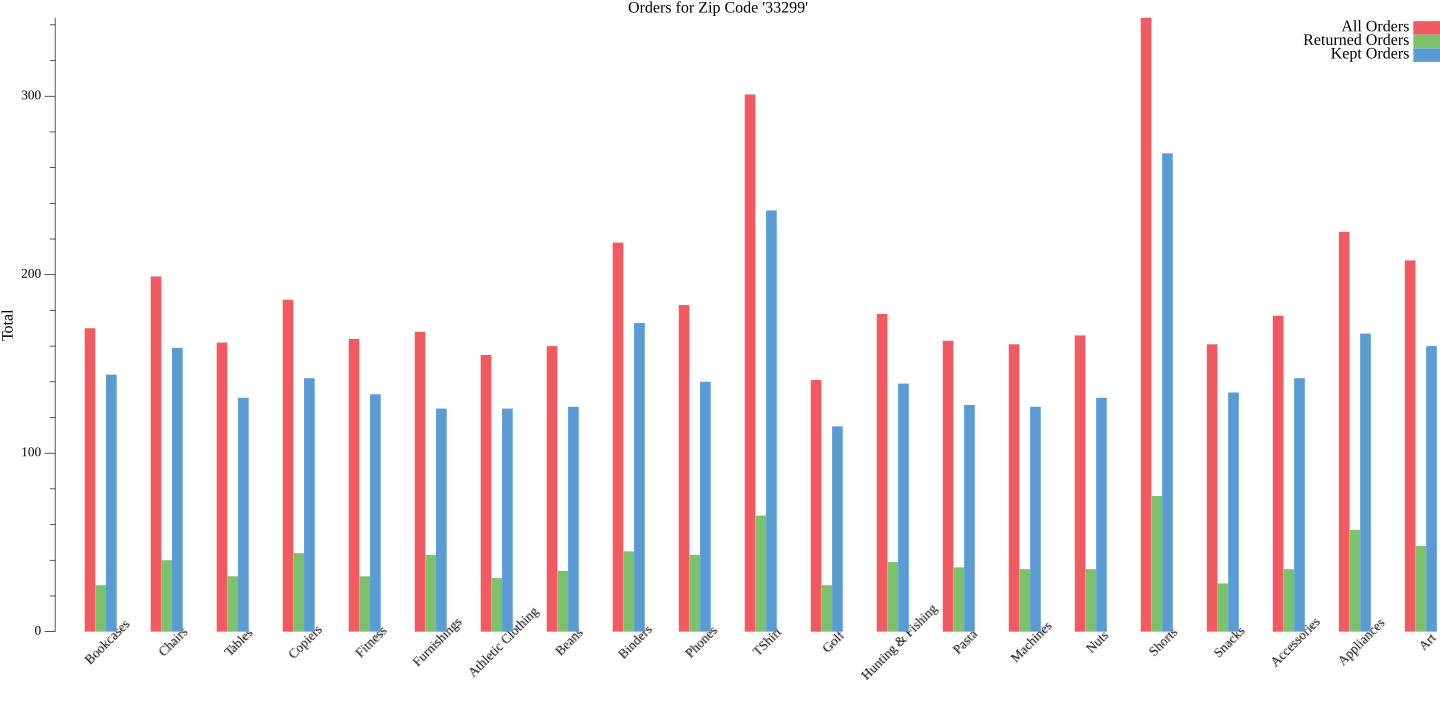 Orders for Zip Code '33299'
All Orders
Returned Orders
Kept Orders
300
200
100
0
Total
Bookcases
Chairs
Tables
Copiers
Fitness
Furnishings
Athletic Clothing
Beans
Binders
Phones
TShirt
Golf
Hunting & Fishing
Pasta
Machines
Nuts
Shorts
Snacks
Accessories
Appliances
Art